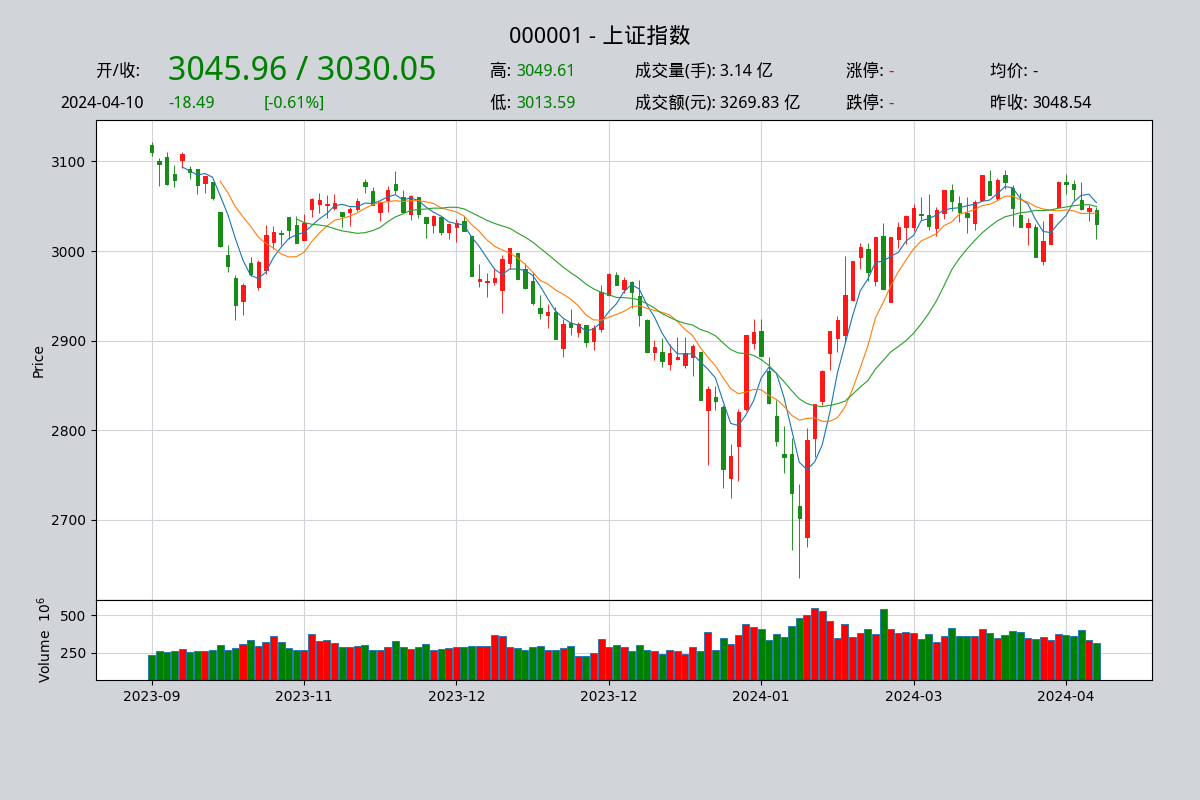 000001 - 上证指数
开/收: 3045.96 / 3030.05 高: 3049.61 成交量(手): 3.14 亿 涨停: - 均价: -
2024-04-10 -18.49 [-0.61%] 低: 3013.59 成交额(元): 3269.83 亿 跌停: - 昨收: 3048.54
3100
3000
2900
2800
2700
Price
500
250
Volume 10^6
2023-09 2023-11 2023-12 2023-12 2024-01 2024-03 2024-04